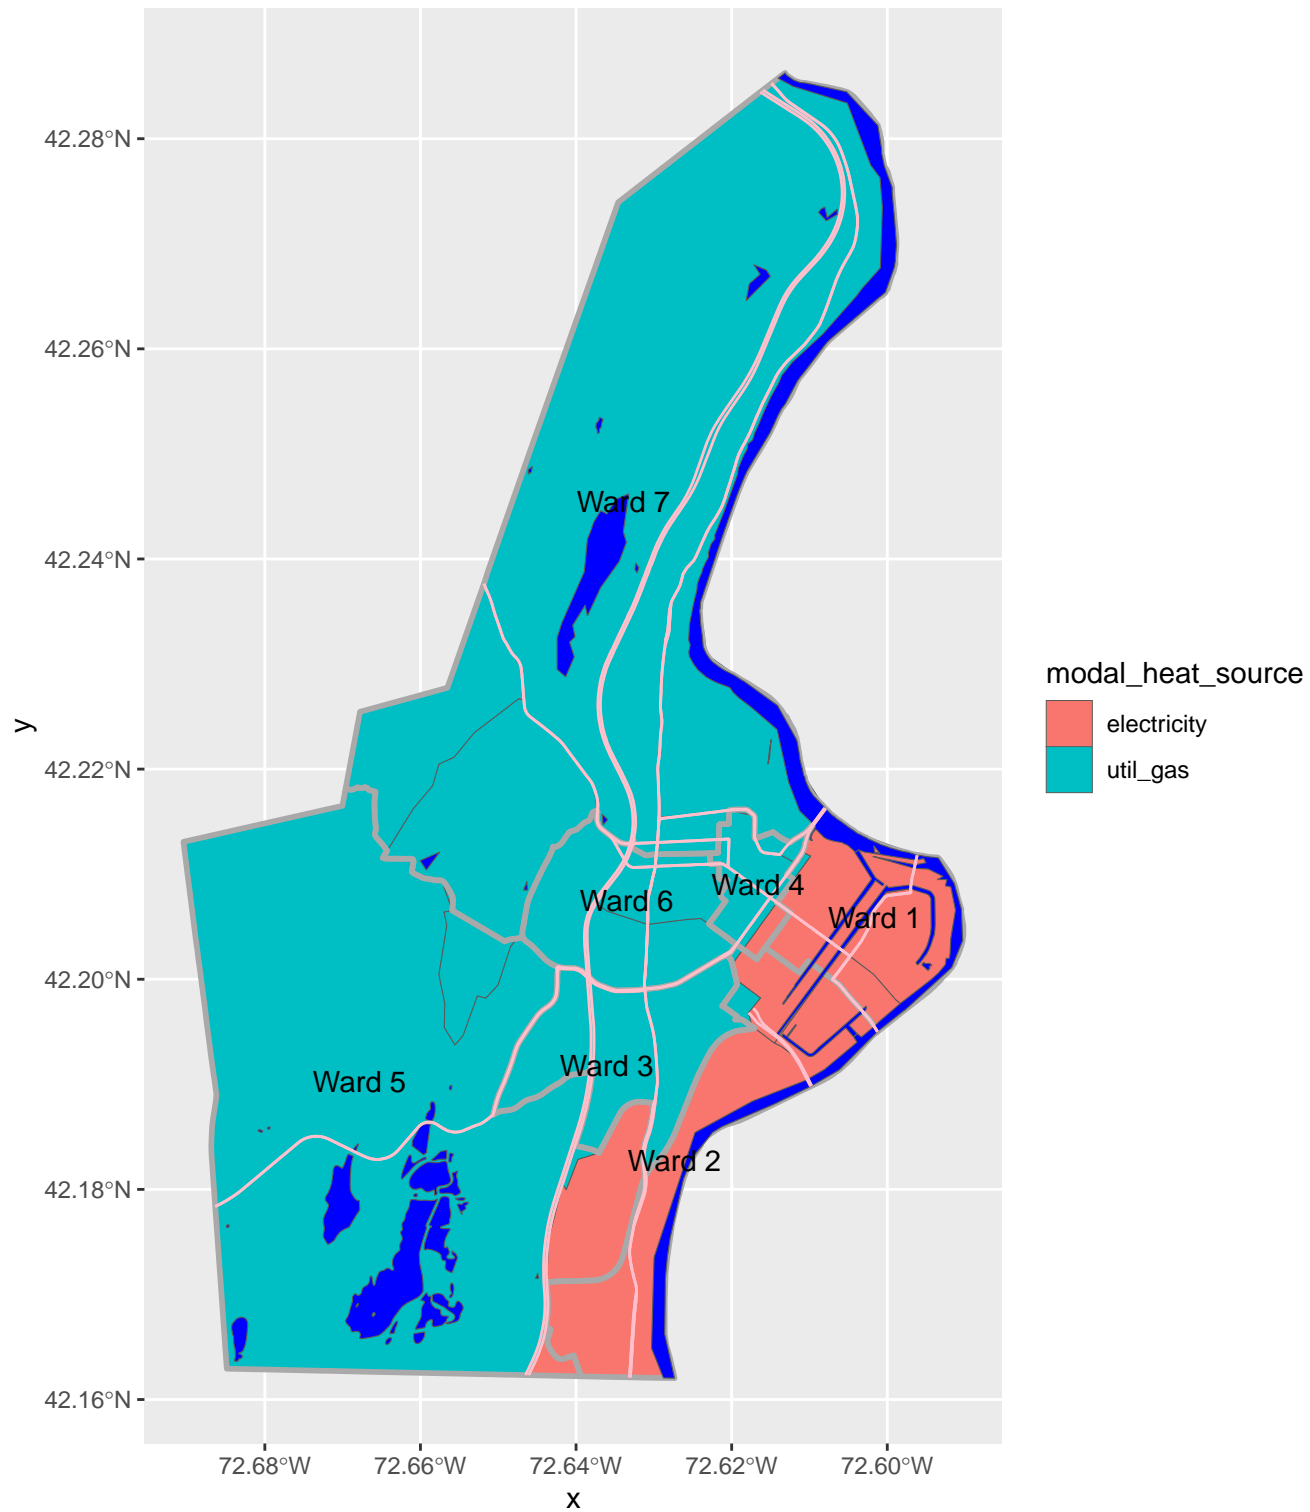 42.28°N
42.26°N
42.24°N
42.22°N
42.20°N
42.18°N
42.16°N
y
Ward 7
Ward 4
Ward 6
Ward 1
Ward 3
Ward 5
Ward 2
72.68°W
72.66°W
72.64°W
72.62°W
72.60°W
x
modal_heat_source
electricity
util_gas